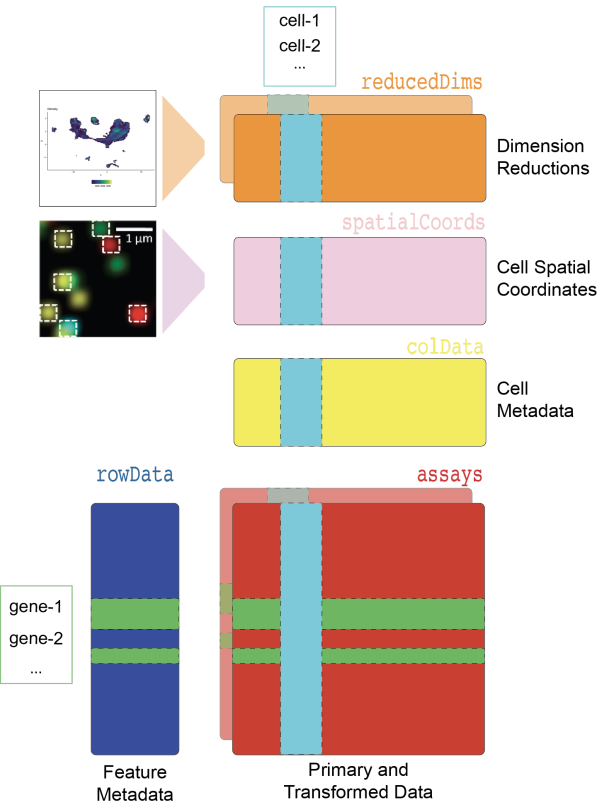 cell-1
cell-2
...
reducedDims
Dimension
Reductions
spatialCoords
1 μm
Cell Spatial
Coordinates
colData
Cell
Metadata
rowData
assays
gene-1
gene-2
...
Feature
Metadata
Primary and
Transformed Data